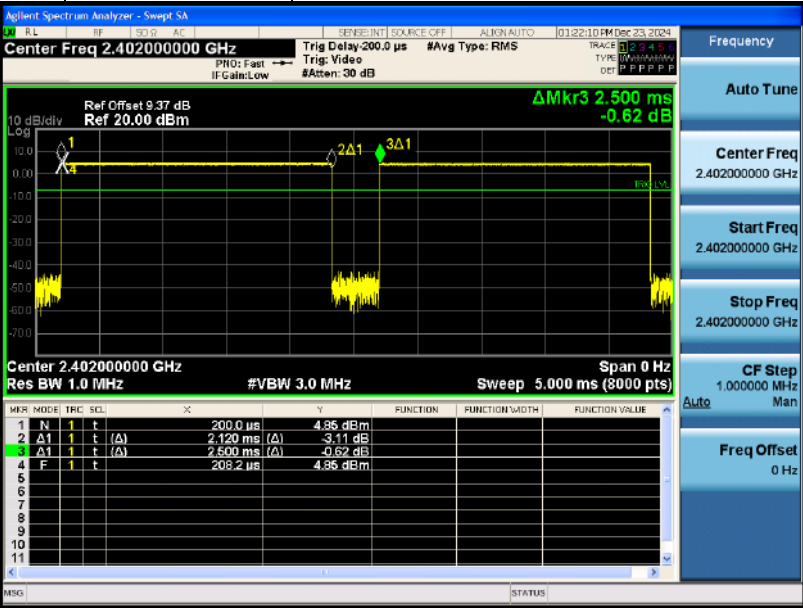 Agilent Spectrum Analyzer - Swept SA
RL RF 50 Ω AC SENSE:INT SOURCE OFF ALIGN AUTO 01:22:10 PM Dec 23, 2024
Center Freq 2.402000000 GHz
PNO: Fast
IFGain:Low
Trig Delay-200.0 µs
Trig: Video
#Atten: 30 dB
#Avg Type: RMS
TRACE 1 2 3 4 5 6
TYPE
DET P P P P P P
ΔMkr3 2.500 ms
-0.62 dB
Ref Offset 9.37 dB
10 dB/div Ref 20.00 dBm
Log
10.0
0.00
-10.0
-20.0
-30.0
-40.0
-50.0
-60.0
-70.0
1
4
2Δ1
3Δ1
TRIG LVL
Center 2.402000000 GHz Span 0 Hz
Res BW 1.0 MHz #VBW 3.0 MHz Sweep 5.000 ms (8000 pts)
MKR MODE TRC SCL X Y FUNCTION FUNCTION WIDTH FUNCTION VALUE
1 N 1 t 200.0 µs 4.85 dBm
2 Δ1 1 t (Δ) 2.120 ms (Δ) -3.11 dB
3 Δ1 1 t (Δ) 2.500 ms (Δ) -0.62 dB
4 F 1 t 208.2 µs 4.85 dBm
5
6
7
8
9
10
11
MSG STATUS
Frequency
Auto Tune
Center Freq
2.402000000 GHz
Start Freq
2.402000000 GHz
Stop Freq
2.402000000 GHz
CF Step
1.000000 MHz
Auto Man
Freq Offset
0 Hz